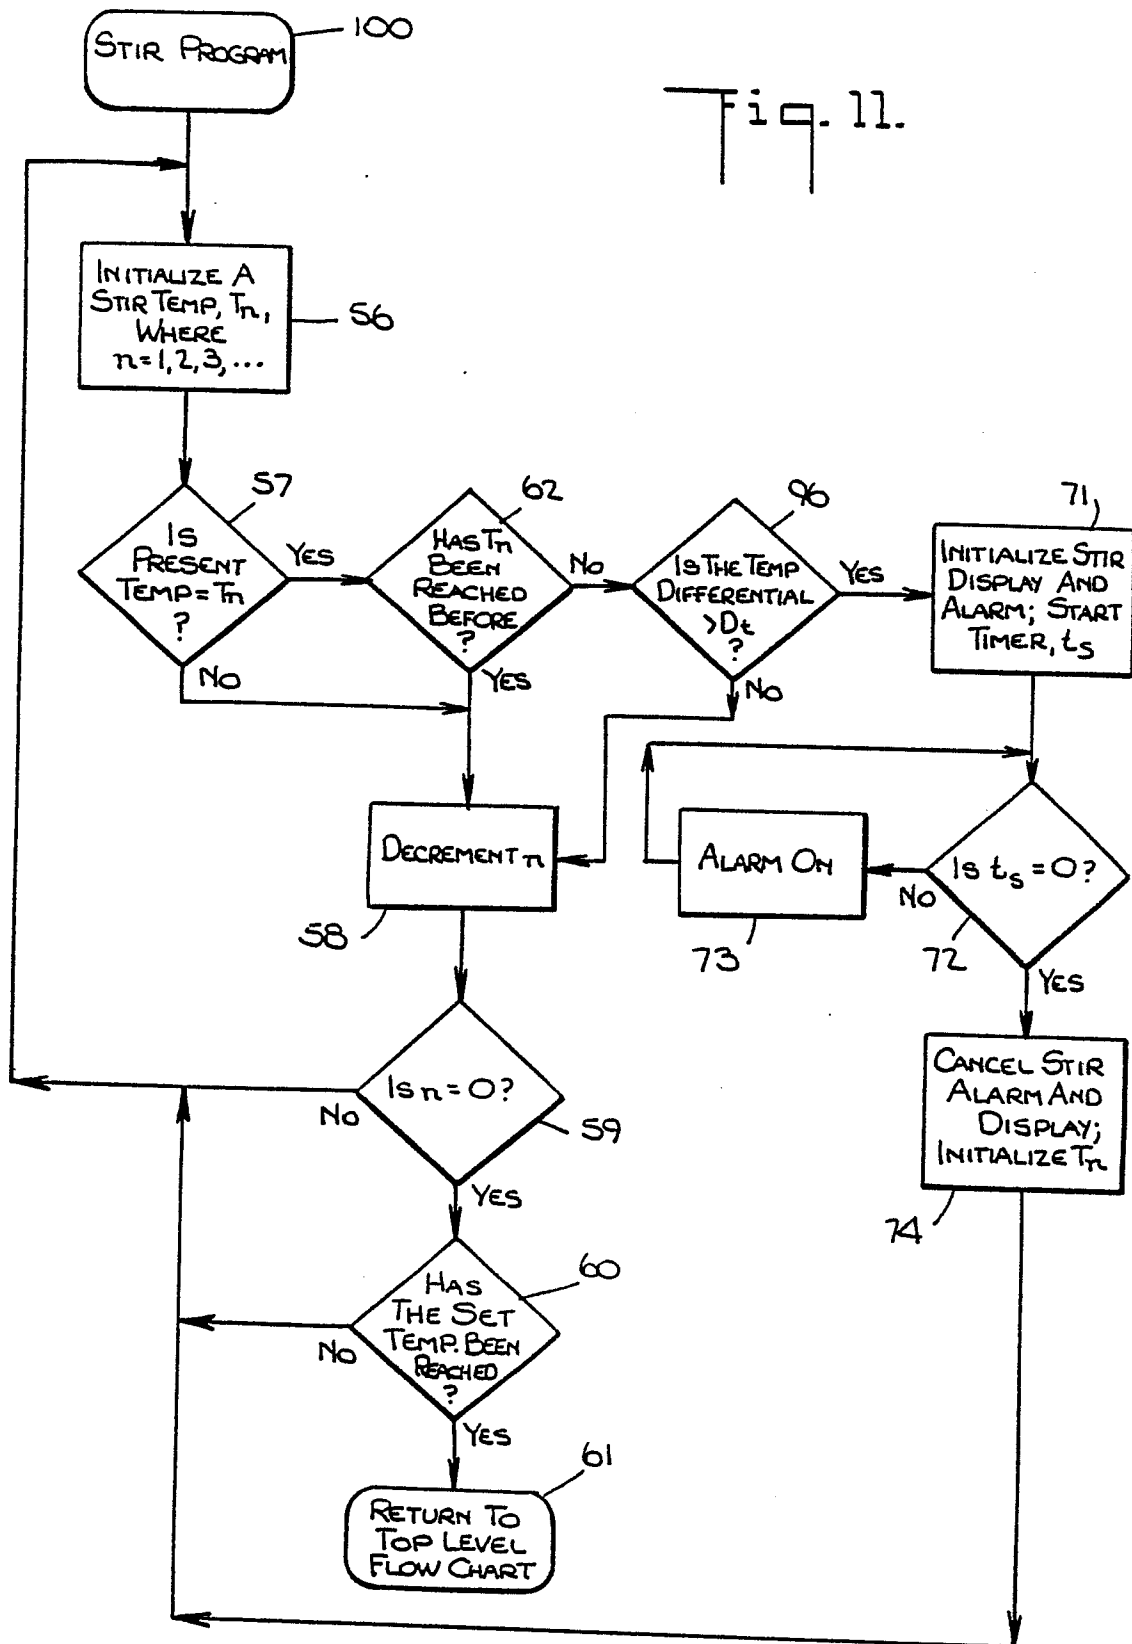 STIR PROGRAM
100
Fig. 11.
INITIALIZE A
STIR TEMP, Tn,
WHERE
n=1,2,3,...
56
IS
PRESENT
TEMP=Tn
?
57
YES
NO
HAS Tn
BEEN
REACHED
BEFORE
?
62
NO
YES
IS THE TEMP
DIFFERENTIAL
>Dt
?
96
YES
NO
71
INITIALIZE STIR
DISPLAY AND
ALARM; START
TIMER, ts
DECREMENT n
58
ALARM ON
73
IS ts = 0?
NO
72
YES
IS n = 0?
NO
59
YES
CANCEL STIR
ALARM AND
DISPLAY;
INITIALIZE Tn
74
HAS
THE SET
TEMP. BEEN
REACHED
?
60
NO
YES
61
RETURN TO
TOP LEVEL
FLOW CHART